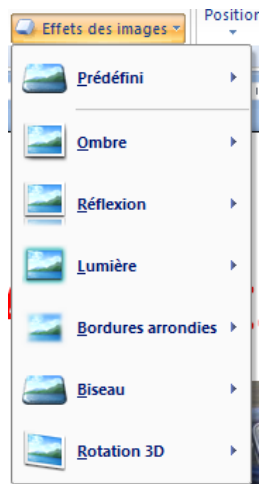 Effets des images
Position
Prédéfini
Ombre
Réflexion
Lumière
Bordures arrondies
Biseau
Rotation 3D